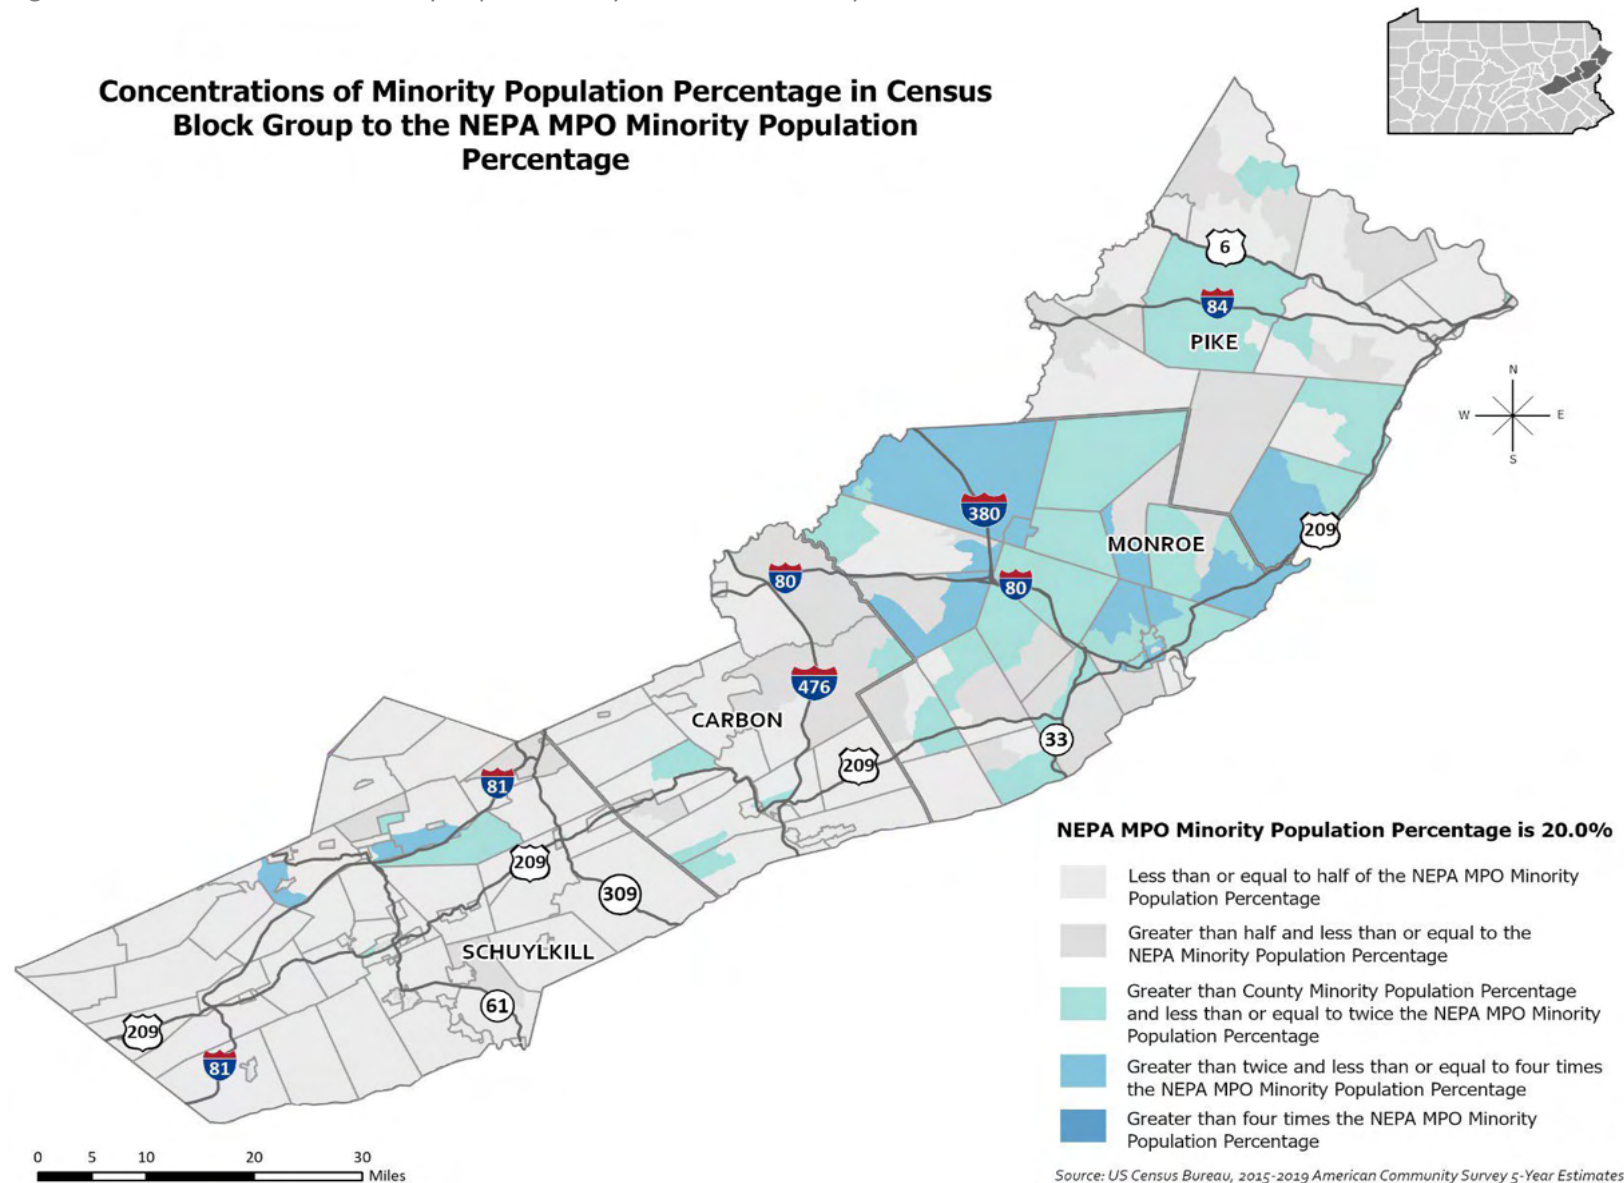 Concentrations of Minority Population Percentage in Census
Block Group to the NEPA MPO Minority Population
Percentage
6
84
PIKE
N
W
E
S
380
209
MONROE
80
80
476
CARBON
33
209
81
209
309
SCHUYLKILL
61
209
81
NEPA MPO Minority Population Percentage is 20.0%
Less than or equal to half of the NEPA MPO Minority
Population Percentage
Greater than half and less than or equal to the
NEPA Minority Population Percentage
Greater than County Minority Population Percentage
and less than or equal to twice the NEPA MPO Minority
Population Percentage
Greater than twice and less than or equal to four times
the NEPA MPO Minority Population Percentage
Greater than four times the NEPA MPO Minority
Population Percentage
0 5 10 20 30
Miles
Source: US Census Bureau, 2015-2019 American Community Survey 5-Year Estimates